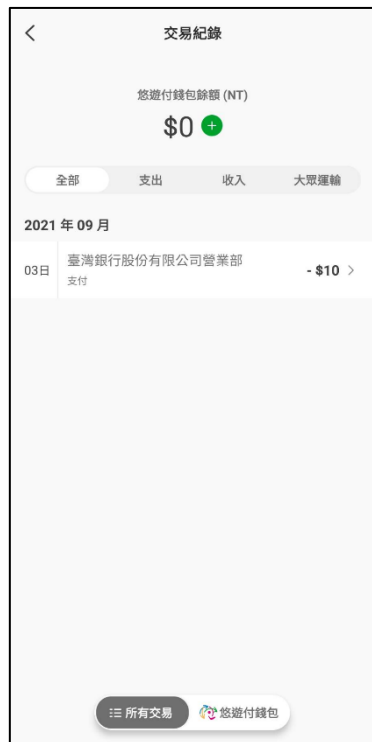 交易紀錄
悠遊付錢包餘額 (NT)
$0
全部 支出 收入 大眾運輸
2021 年 09 月
03日 臺灣銀行股份有限公司營業部 - $10
支付
所有交易 悠遊付錢包